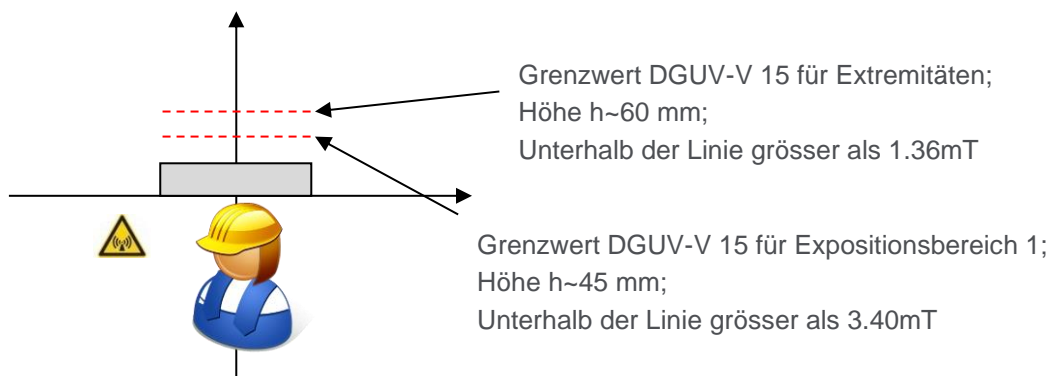 Grenzwert DGUV-V 15 für Extremitäten;
Höhe h~60 mm;
Unterhalb der Linie grösser als 1.36mT
Grenzwert DGUV-V 15 für Expositionsbereich 1;
Höhe h~45 mm;
Unterhalb der Linie grösser als 3.40mT